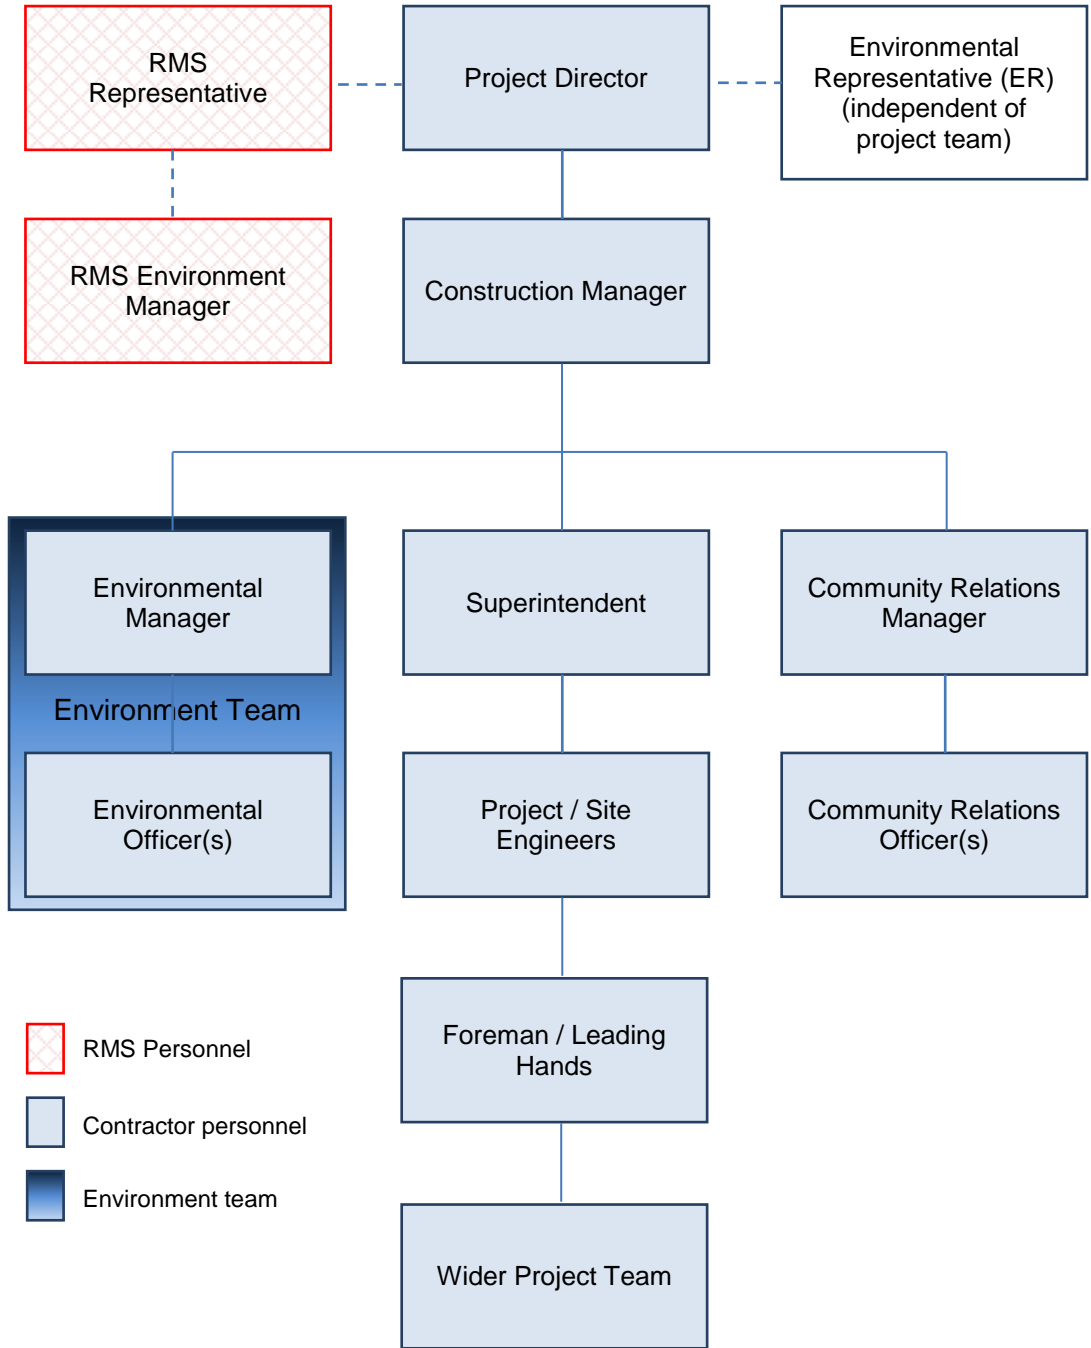 RMS
Representative
Project Director
Environmental
Representative (ER)
(independent of
project team)
RMS Environment
Manager
Construction Manager
Environmental
Manager
Superintendent
Community Relations
Manager
Environment Team
Environmental
Officer(s)
Project / Site
Engineers
Community Relations
Officer(s)
Foreman / Leading
Hands
RMS Personnel
Contractor personnel
Environment team
Wider Project Team